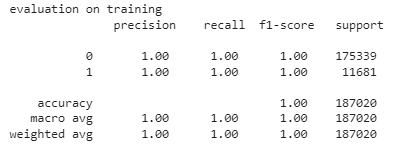 evaluation on training
precision recall f1-score support
0 1.00 1.00 1.00 175339
1 1.00 1.00 1.00 11681
accuracy 1.00 187020
macro avg 1.00 1.00 1.00 187020
weighted avg 1.00 1.00 1.00 187020